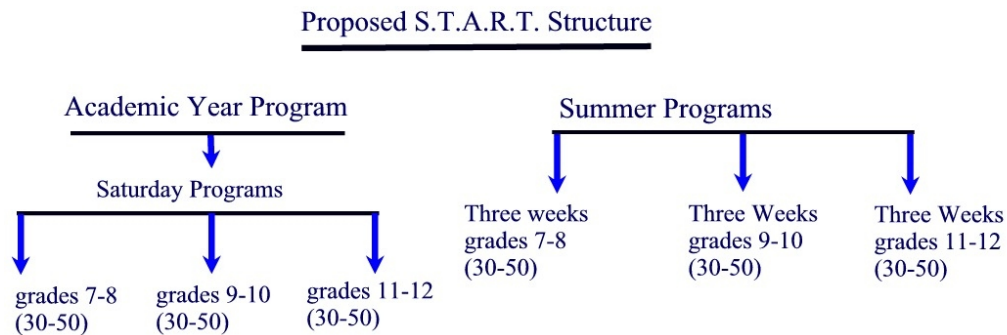 Proposed S.T.A.R.T. Structure
Academic Year Program
Saturday Programs
grades 7-8
(30-50)
grades 9-10
(30-50)
grades 11-12
(30-50)
Summer Programs
Three weeks
grades 7-8
(30-50)
Three Weeks
grades 9-10
(30-50)
Three Weeks
grades 11-12
(30-50)